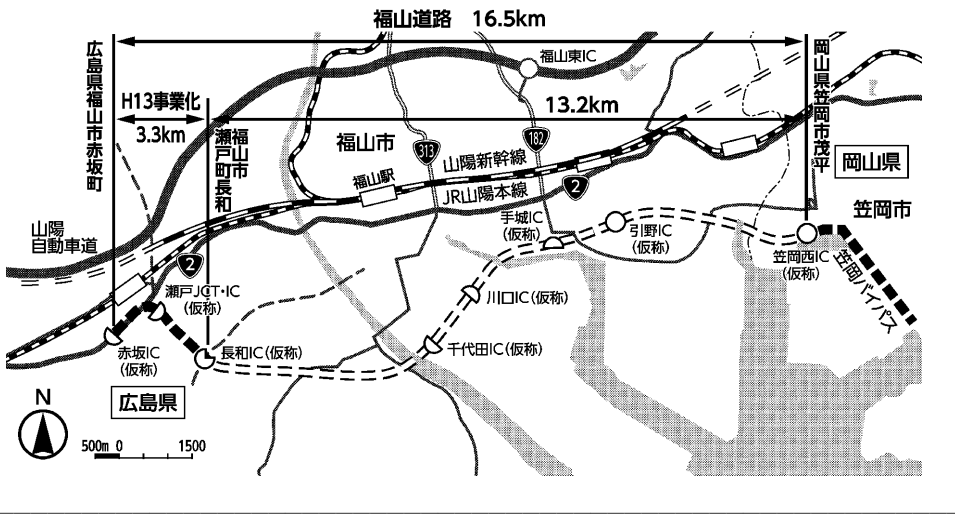 福山道路 16.5km
広島県福山市赤坂町
H13事業化
3.3km
福山市
瀬戸町長和
13.2km
岡山県笠岡市茂平
福山東IC
福山市
313
182
山陽新幹線
福山駅
JR山陽本線
2
岡山県
笠岡市
山陽
自動車道
手城IC
(仮称)
引野IC
(仮称)
笠岡西IC
(仮称)
笠岡バイパス
2
瀬戸JCT・IC
(仮称)
川口IC(仮称)
赤坂IC
(仮称)
長和IC(仮称)
千代田IC(仮称)
広島県
N
500m 0 1500